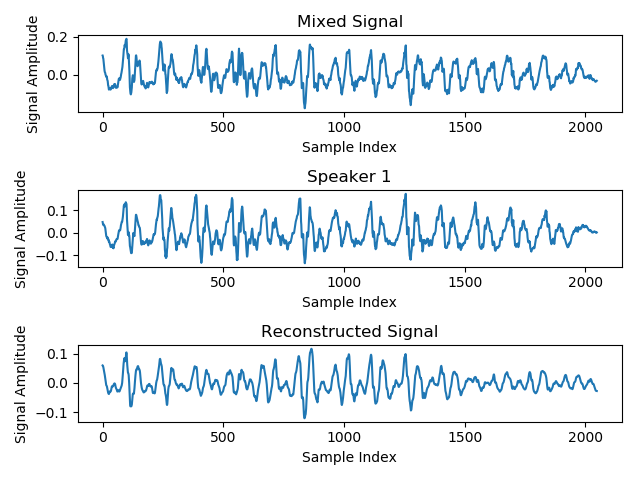 Mixed Signal
Signal Amplitude
0.2
0.0
0 500 1000 1500 2000
Sample Index
Speaker 1
Signal Amplitude
0.1
0.0
−0.1
0 500 1000 1500 2000
Sample Index
Reconstructed Signal
Signal Amplitude
0.1
0.0
−0.1
0 500 1000 1500 2000
Sample Index